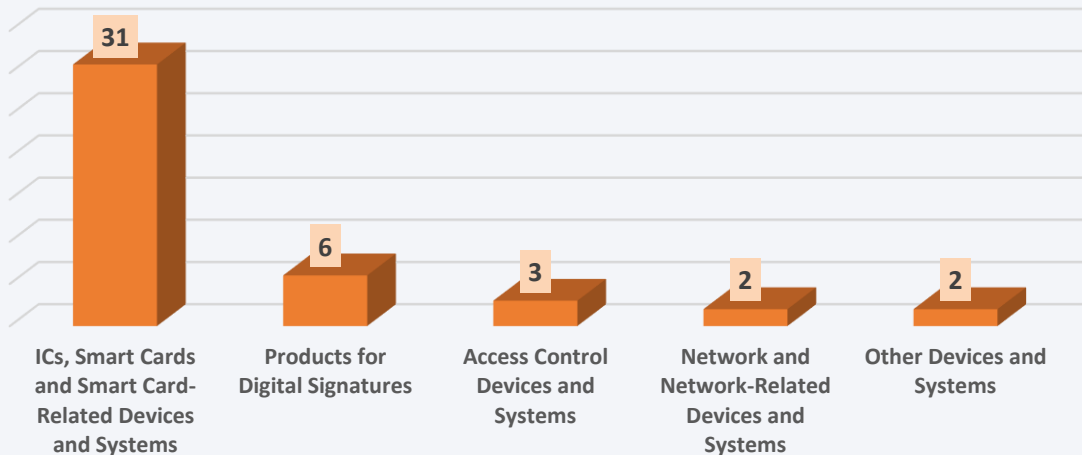 31
6
3
2
2
ICs, Smart Cards
and Smart Card-
Related Devices
and Systems
Products for
Digital Signatures
Access Control
Devices and
Systems
Network and
Network-Related
Devices and
Systems
Other Devices and
Systems